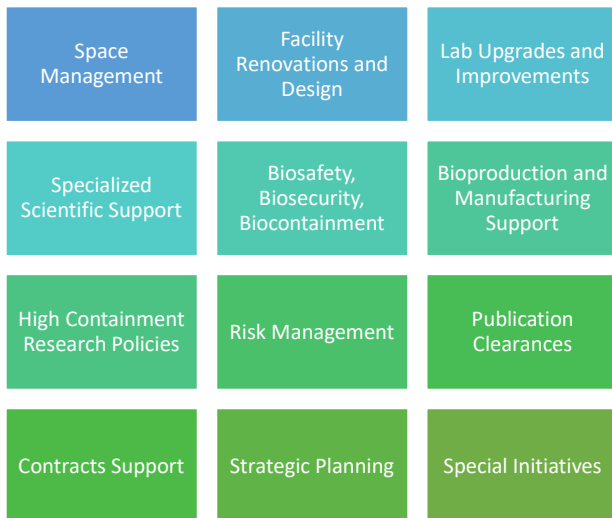 Space
Management
Facility
Renovations and
Design
Lab Upgrades and
Improvements
Specialized
Scientific Support
Biosafety,
Biosecurity,
Biocontainment
Bioproduction and
Manufacturing
Support
High Containment
Research Policies
Risk Management
Publication
Clearances
Contracts Support
Strategic Planning
Special Initiatives